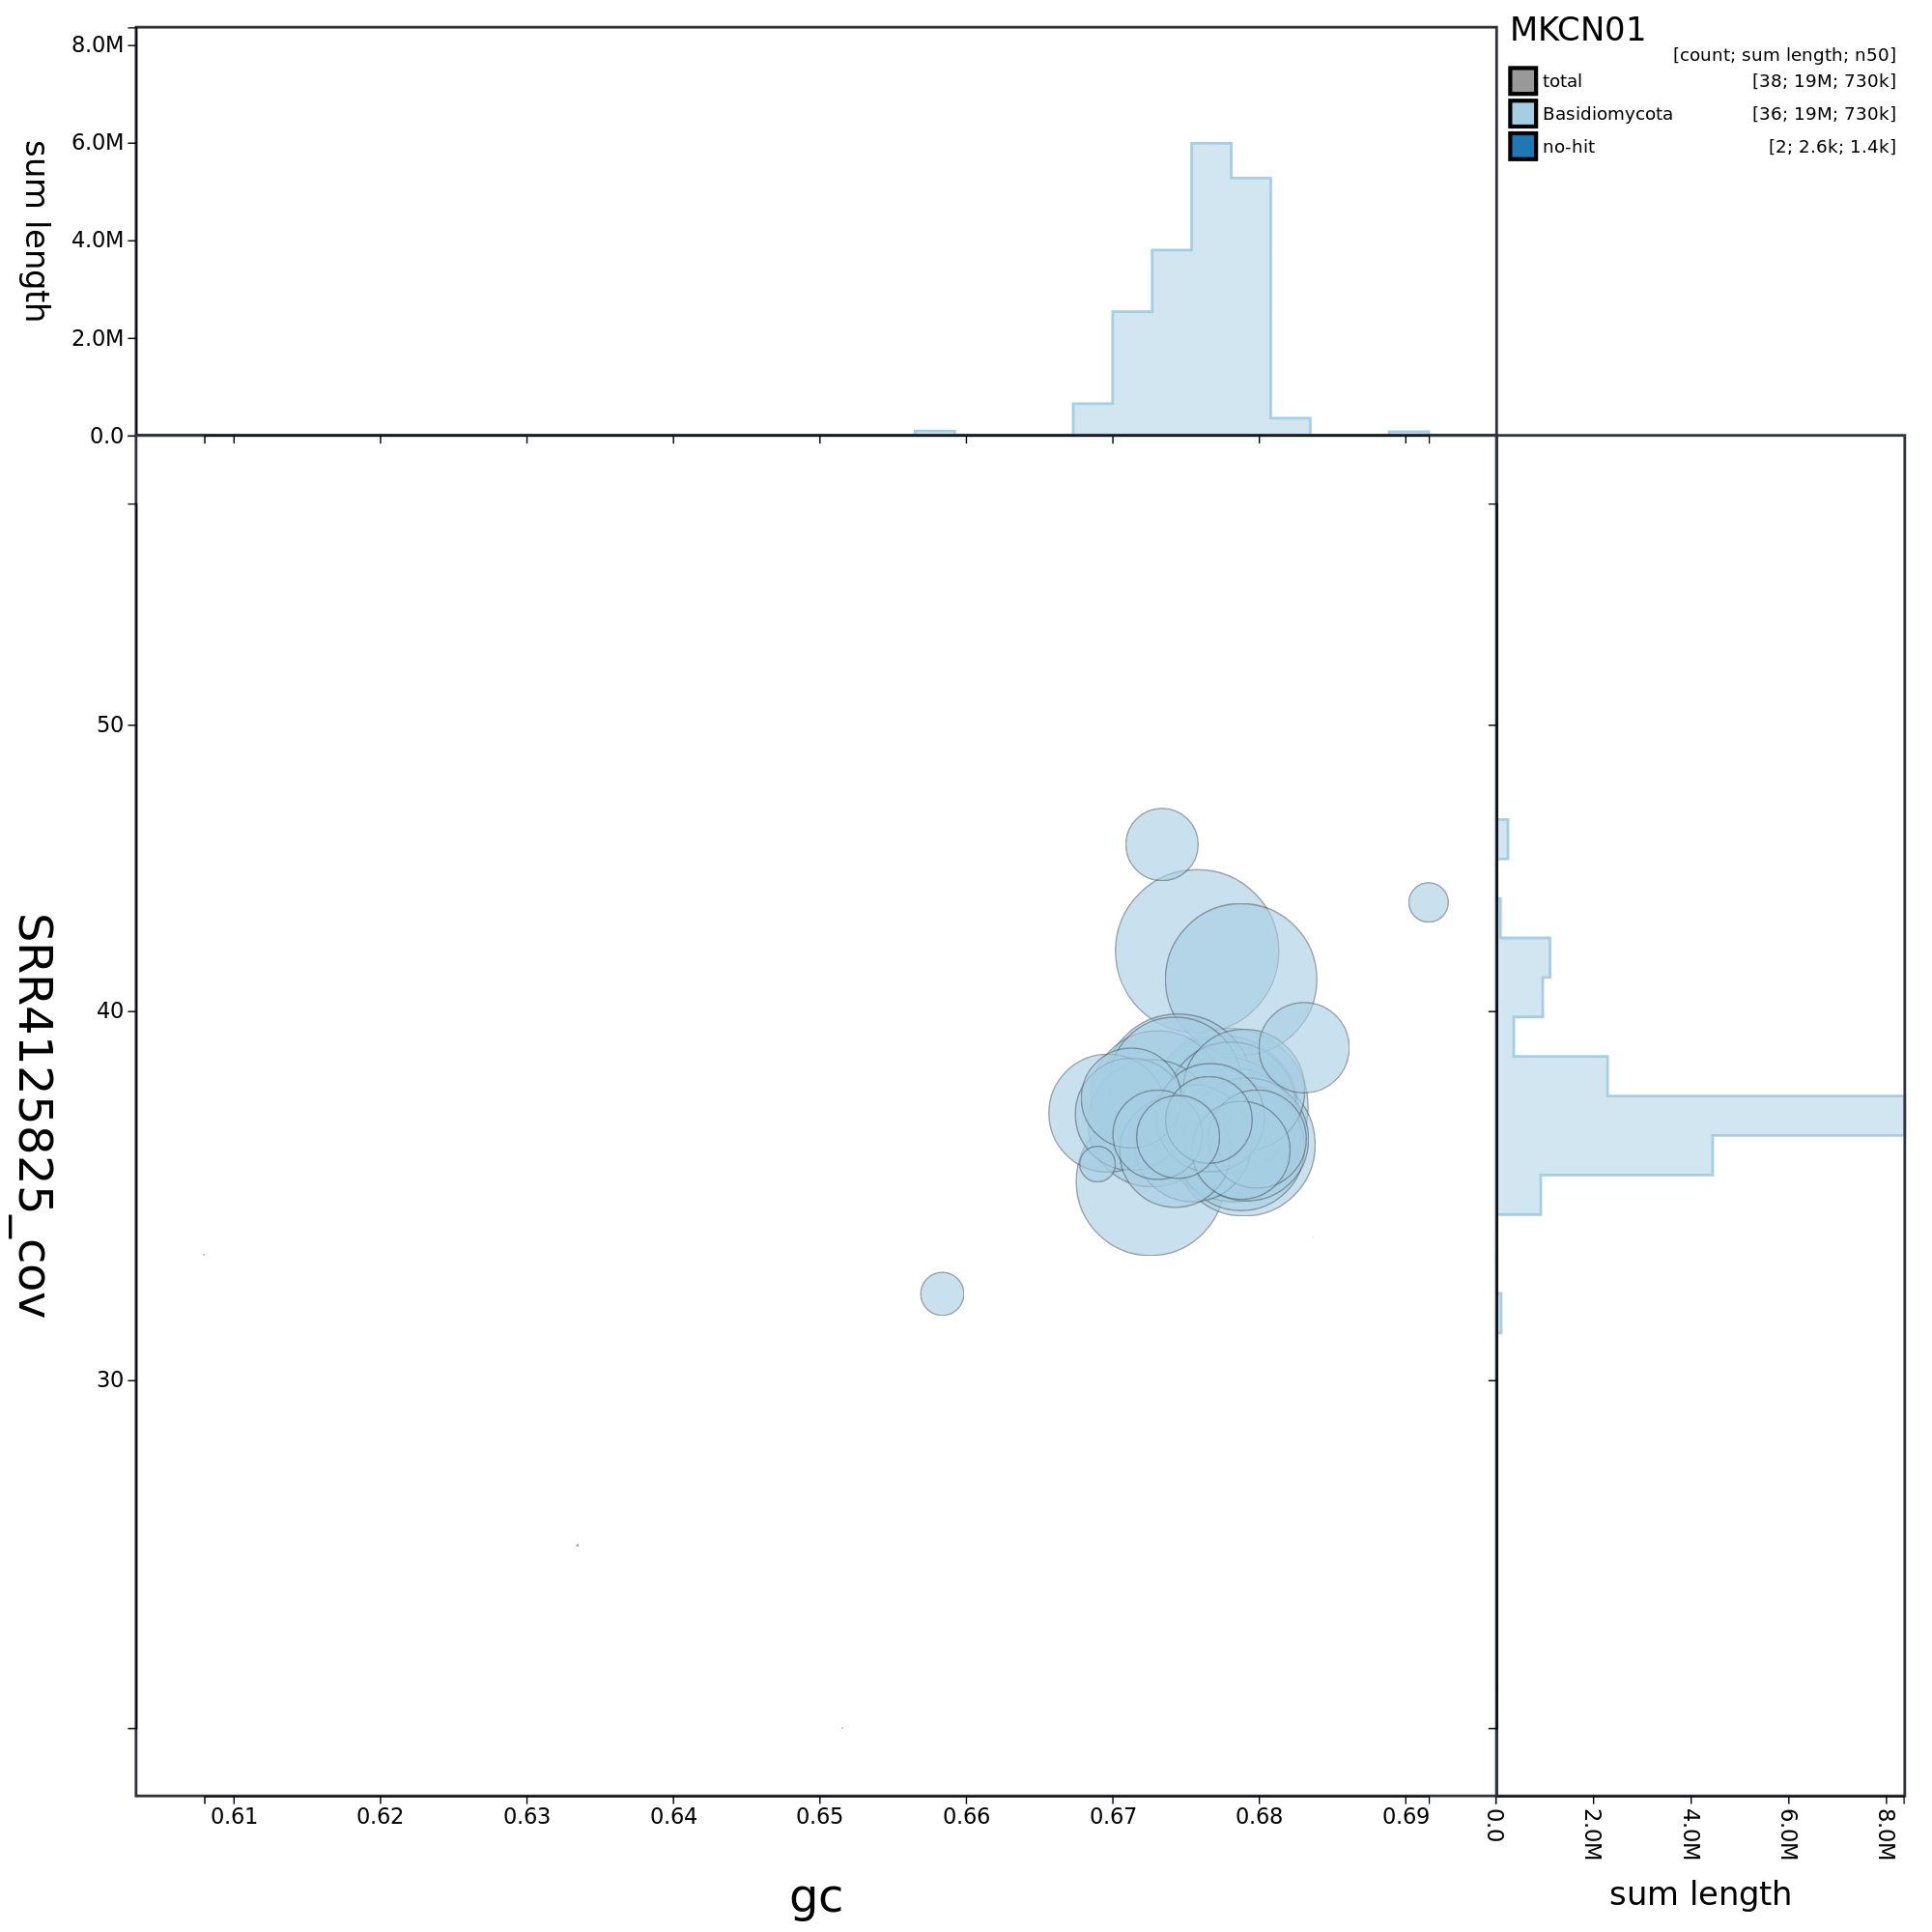 MKCN01
[count; sum length; n50]
total [38; 19M; 730k]
Basidiomycota [36; 19M; 730k]
no-hit [2; 2.6k; 1.4k]
sum length
8.0M
6.0M
4.0M
2.0M
0.0
SRR4125825_cov
50
40
30
0.61 0.62 0.63 0.64 0.65 0.66 0.67 0.68 0.69
gc
0.0 2.0M 4.0M 6.0M 8.0M
sum length